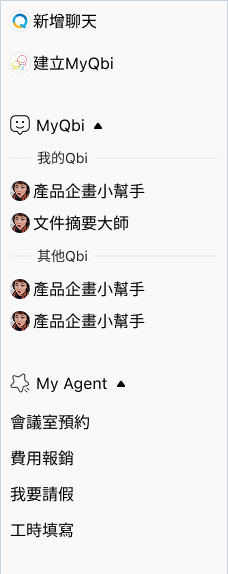 新增聊天
建立MyQbi
MyQbi
我的Qbi
產品企畫小幫手
文件摘要大師
其他Qbi
產品企畫小幫手
產品企畫小幫手
My Agent
會議室預約
費用報銷
我要請假
工時填寫